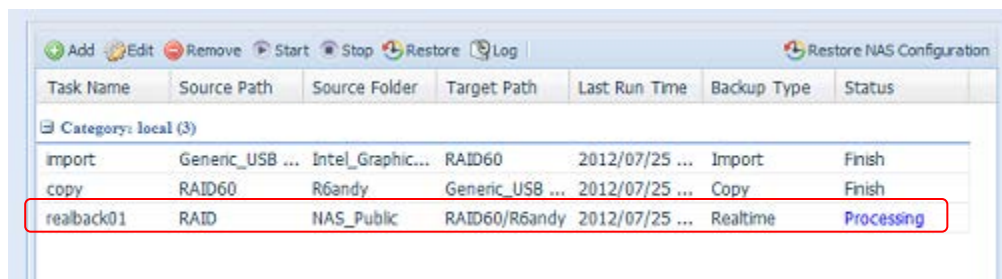 Add Edit Remove Start Stop Restore Log Restore NAS Configuration
Task Name Source Path Source Folder Target Path Last Run Time Backup Type Status
Category: local (3)
import Generic_USB ... Intel_Graphic... RAID60 2012/07/25 ... Import Finish
copy RAID60 R6andy Generic_USB ... 2012/07/25 ... Copy Finish
realback01 RAID NAS_Public RAID60/R6andy 2012/07/25 ... Realtime Processing